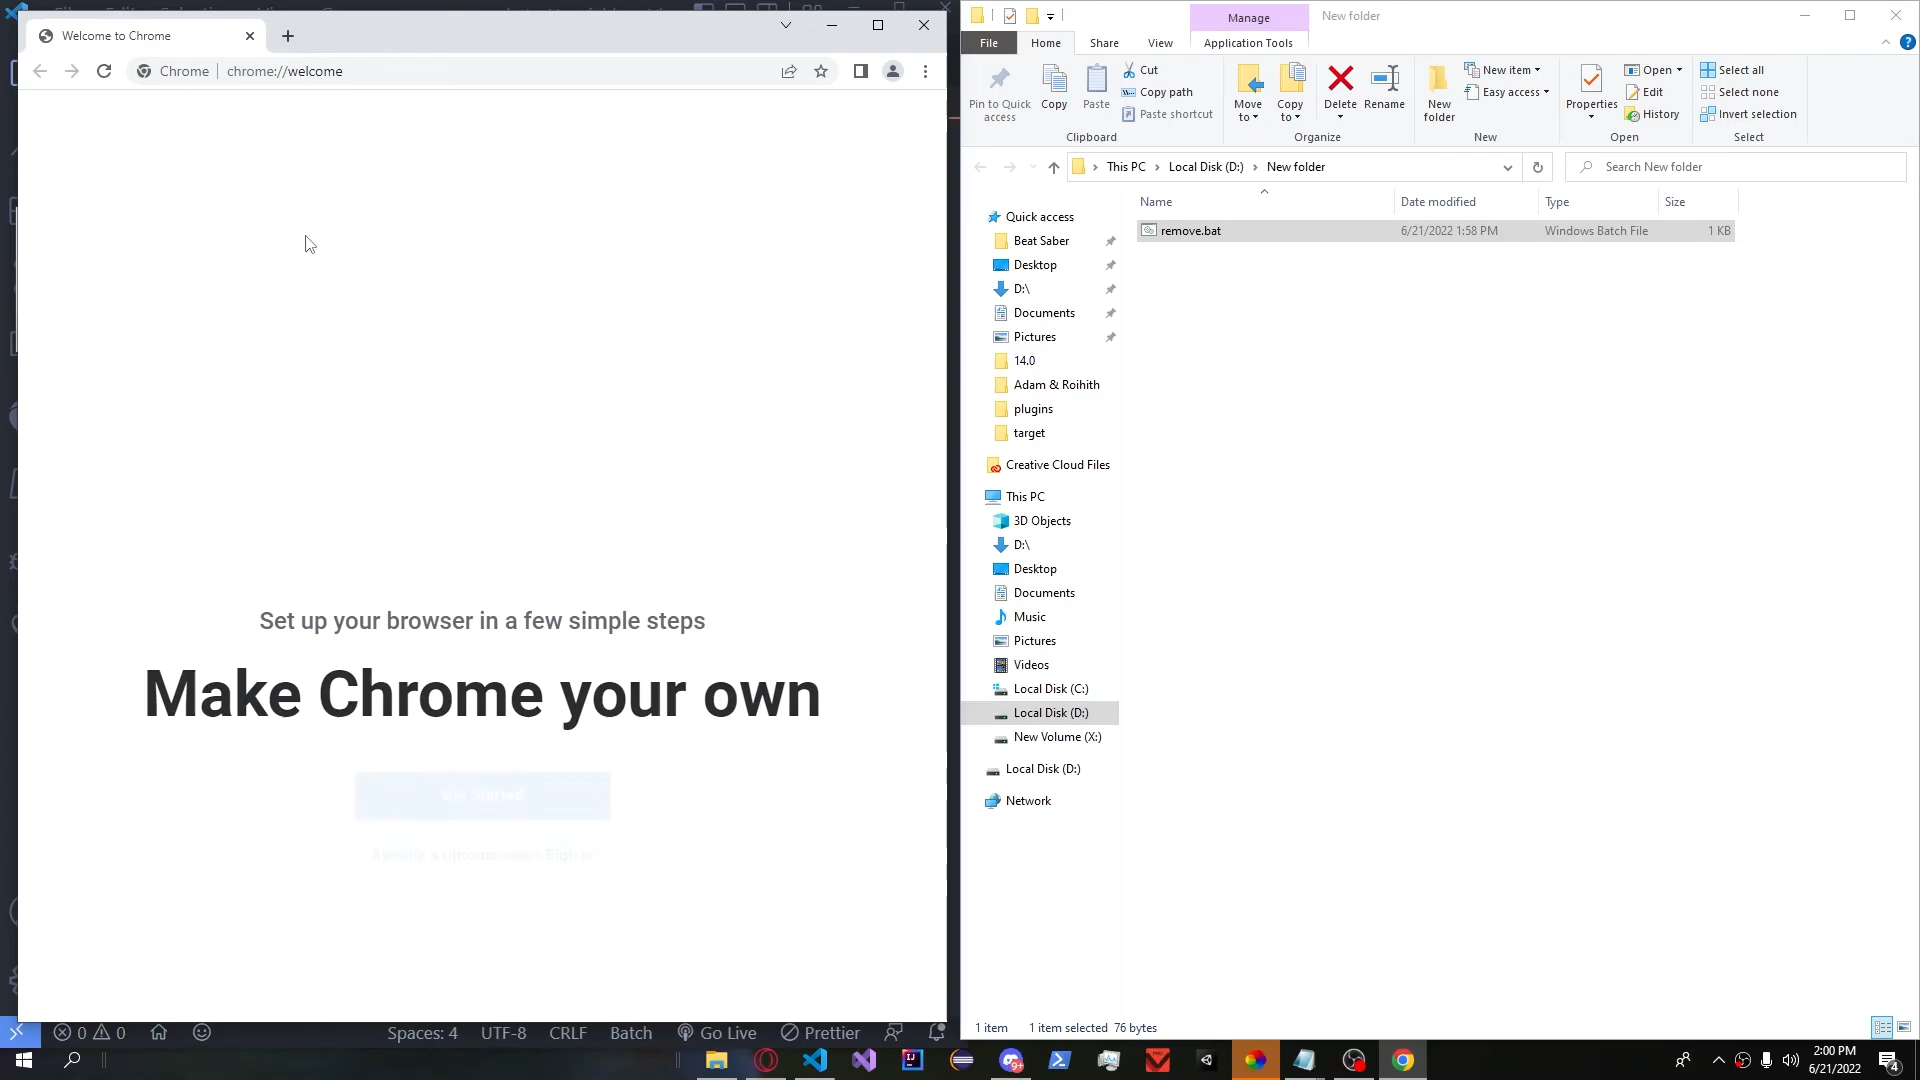 Welcome to Chrome
Chrome
chrome://welcome
Set up your browser in a few simple steps
Make Chrome your own
0
0
Spaces: 4
UTF-8
CRLF
Batch
Go Live
Prettier
Manage
New folder
File
Home
Share
View
Application Tools
Pin to Quick
access
Copy
Paste
Cut
Copy path
Paste shortcut
Clipboard
Move
to
Copy
to
Delete
Rename
Organize
New
folder
New item
Easy access
New
Properties
Open
Edit
History
Open
Select all
Select none
Invert selection
Select
This PC
Local Disk (D:)
New folder
Search New folder
Name
Date modified
Type
Size
remove.bat
6/21/2022 1:58 PM
Windows Batch File
1 KB
Quick access
Beat Saber
Desktop
D:\
Documents
Pictures
14.0
Adam & Roihith
plugins
target
Creative Cloud Files
This PC
3D Objects
D:\
Desktop
Documents
Music
Pictures
Videos
Local Disk (C:)
Local Disk (D:)
New Volume (X:)
Local Disk (D:)
Network
1 item
1 item selected 76 bytes
9+
2:00 PM
6/21/2022
4